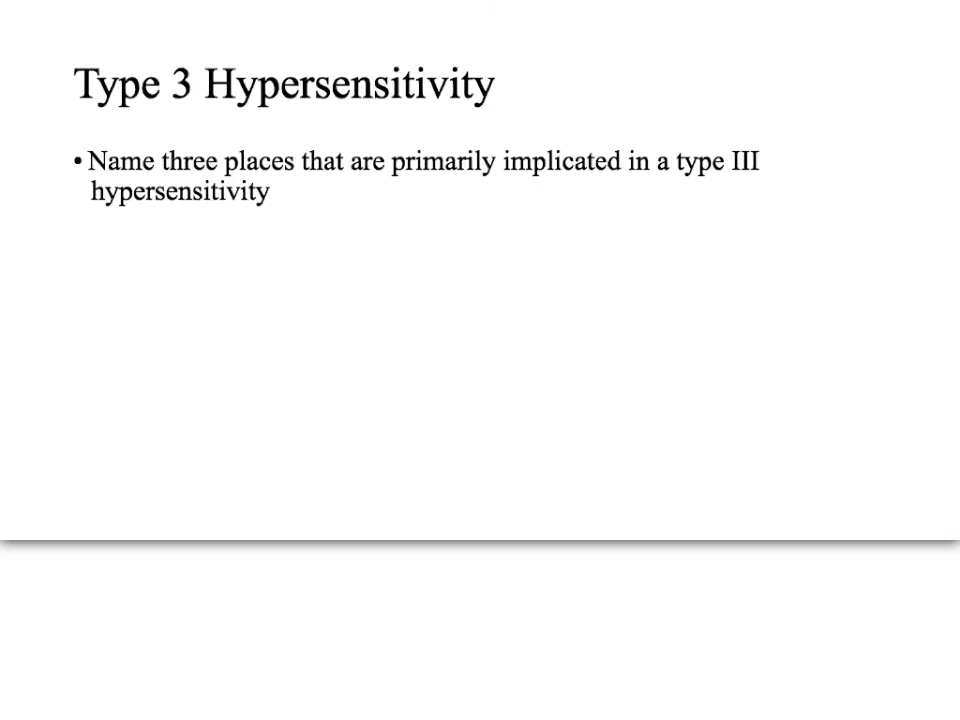 Type 3 Hypersensitivity
• Name three places that are primarily implicated in a type III
hypersensitivity